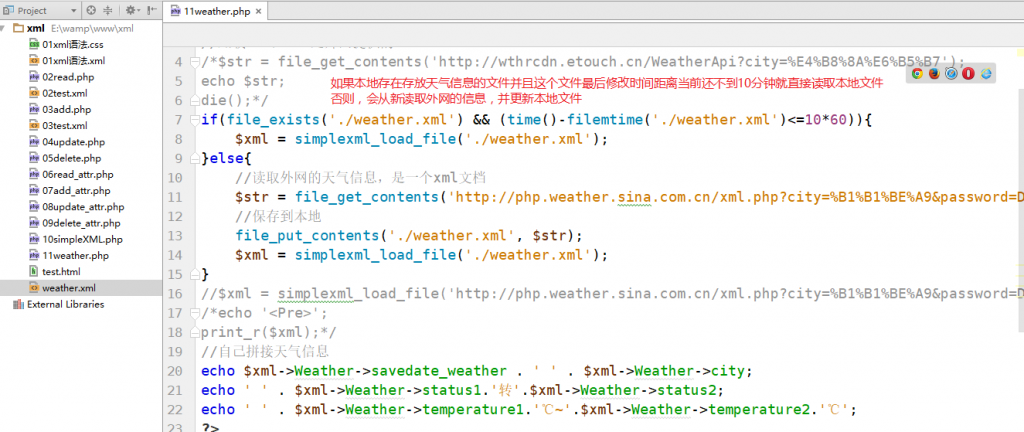 Project
11weather.php ×
xml E:\wamp\www\xml
01xml语法.css
01xml语法.xml
02read.php
02test.xml
03add.php
03test.xml
04update.php
05delete.php
06read_attr.php
07add_attr.php
08update_attr.php
09delete_attr.php
10simpleXML.php
11weather.php
test.html
weather.xml
External Libraries
4 /*$str = file_get_contents('http://wthrcdn.etouch.cn/WeatherApi?city=%E4%B8%8A%E6%B5%B7');
5 echo $str;
如果本地存在存放天气信息的文件并且这个文件最后修改时间距离当前还不到10分钟就直接读取本地文件
6 die();*/
否则，会从新读取外网的信息，并更新本地文件
7 if(file_exists('./weather.xml') && (time()-filemtime('./weather.xml')<=10*60)){
8 $xml = simplexml_load_file('./weather.xml');
9 }else{
10 //读取外网的天气信息，是一个xml文档
11 $str = file_get_contents('http://php.weather.sina.com.cn/xml.php?city=%B1%B1%BE%A9&password=D
12 //保存到本地
13 file_put_contents('./weather.xml', $str);
14 $xml = simplexml_load_file('./weather.xml');
15 }
16 //$xml = simplexml_load_file('http://php.weather.sina.com.cn/xml.php?city=%B1%B1%BE%A9&password=D
17 /*echo '<Pre>';
18 print_r($xml);*/
19 //自己拼接天气信息
20 echo $xml->Weather->savedate_weather . ' ' . $xml->Weather->city;
21 echo ' ' . $xml->Weather->status1.'转'.$xml->Weather->status2;
22 echo ' ' . $xml->Weather->temperature1.'℃~'.$xml->Weather->temperature2.'℃';
23 ?>